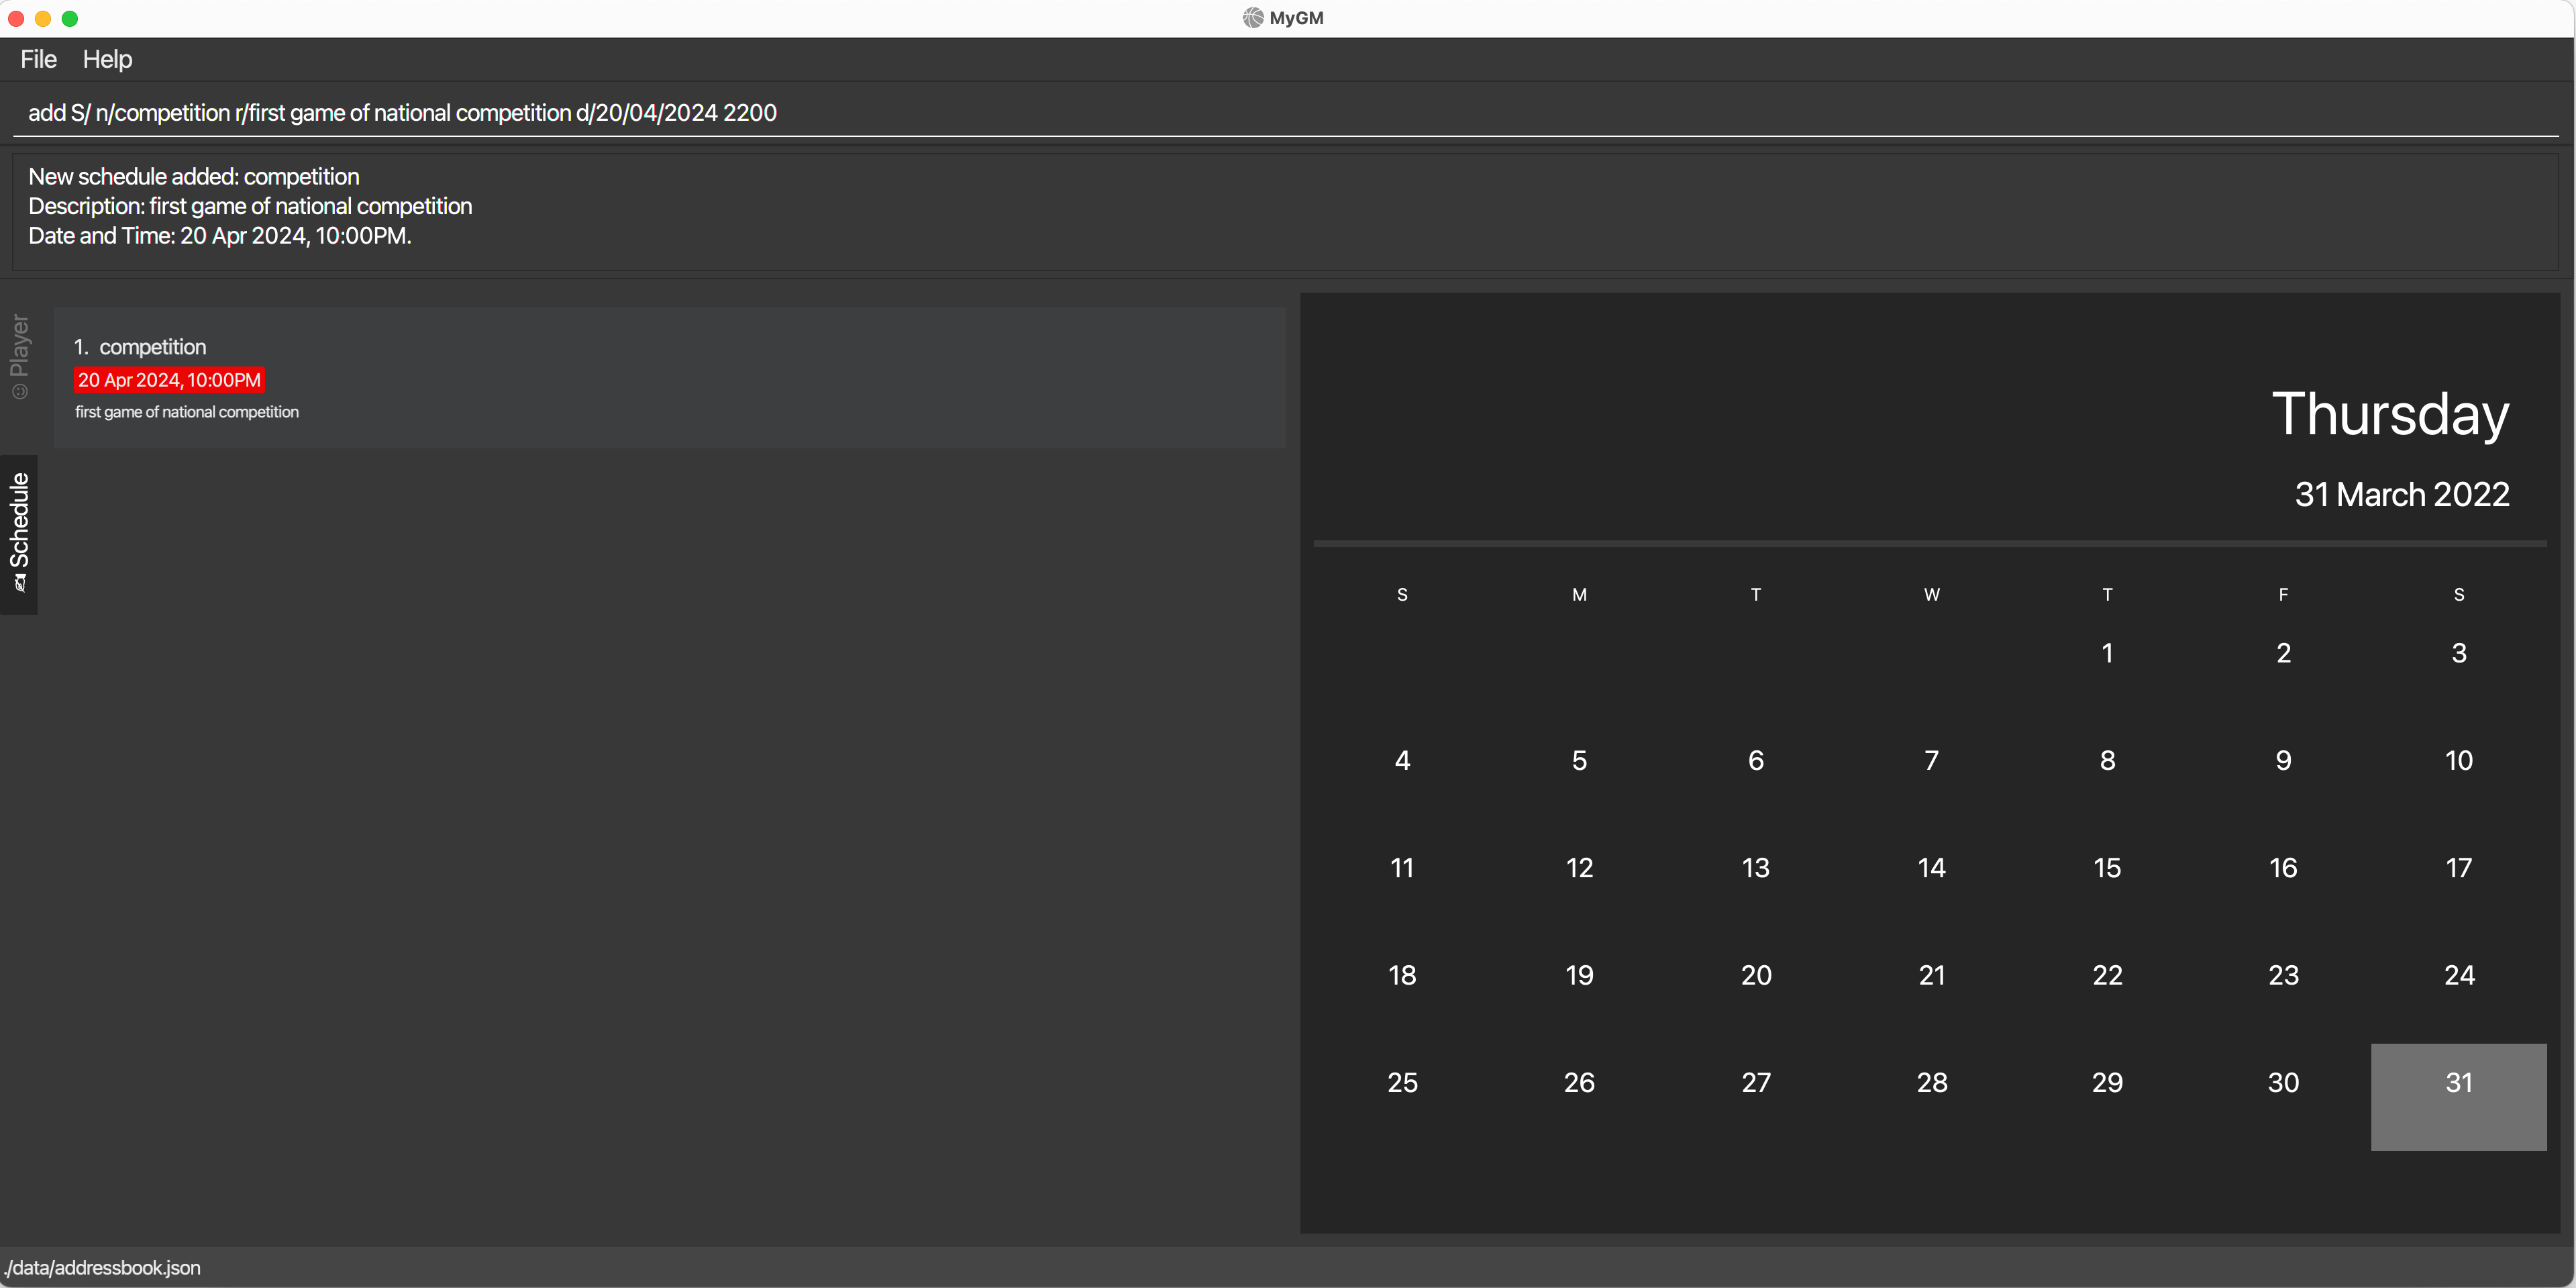 MyGM
File Help
add S/ n/competition r/first game of national competition d/20/04/2024 2200
New schedule added: competition
Description: first game of national competition
Date and Time: 20 Apr 2024, 10:00PM.
Player
Schedule
1. competition
20 Apr 2024, 10:00PM
first game of national competition
Thursday
31 March 2022
S M T W T F S
1 2 3
4 5 6 7 8 9 10
11 12 13 14 15 16 17
18 19 20 21 22 23 24
25 26 27 28 29 30 31
./data/addressbook.json